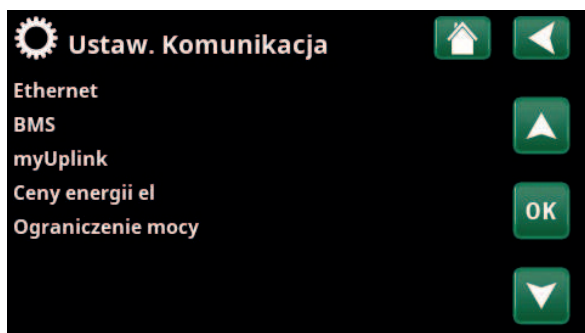 Ustaw. Komunikacja
Ethernet
BMS
myUplink
Ceny energii el
OK
Ograniczenie mocy